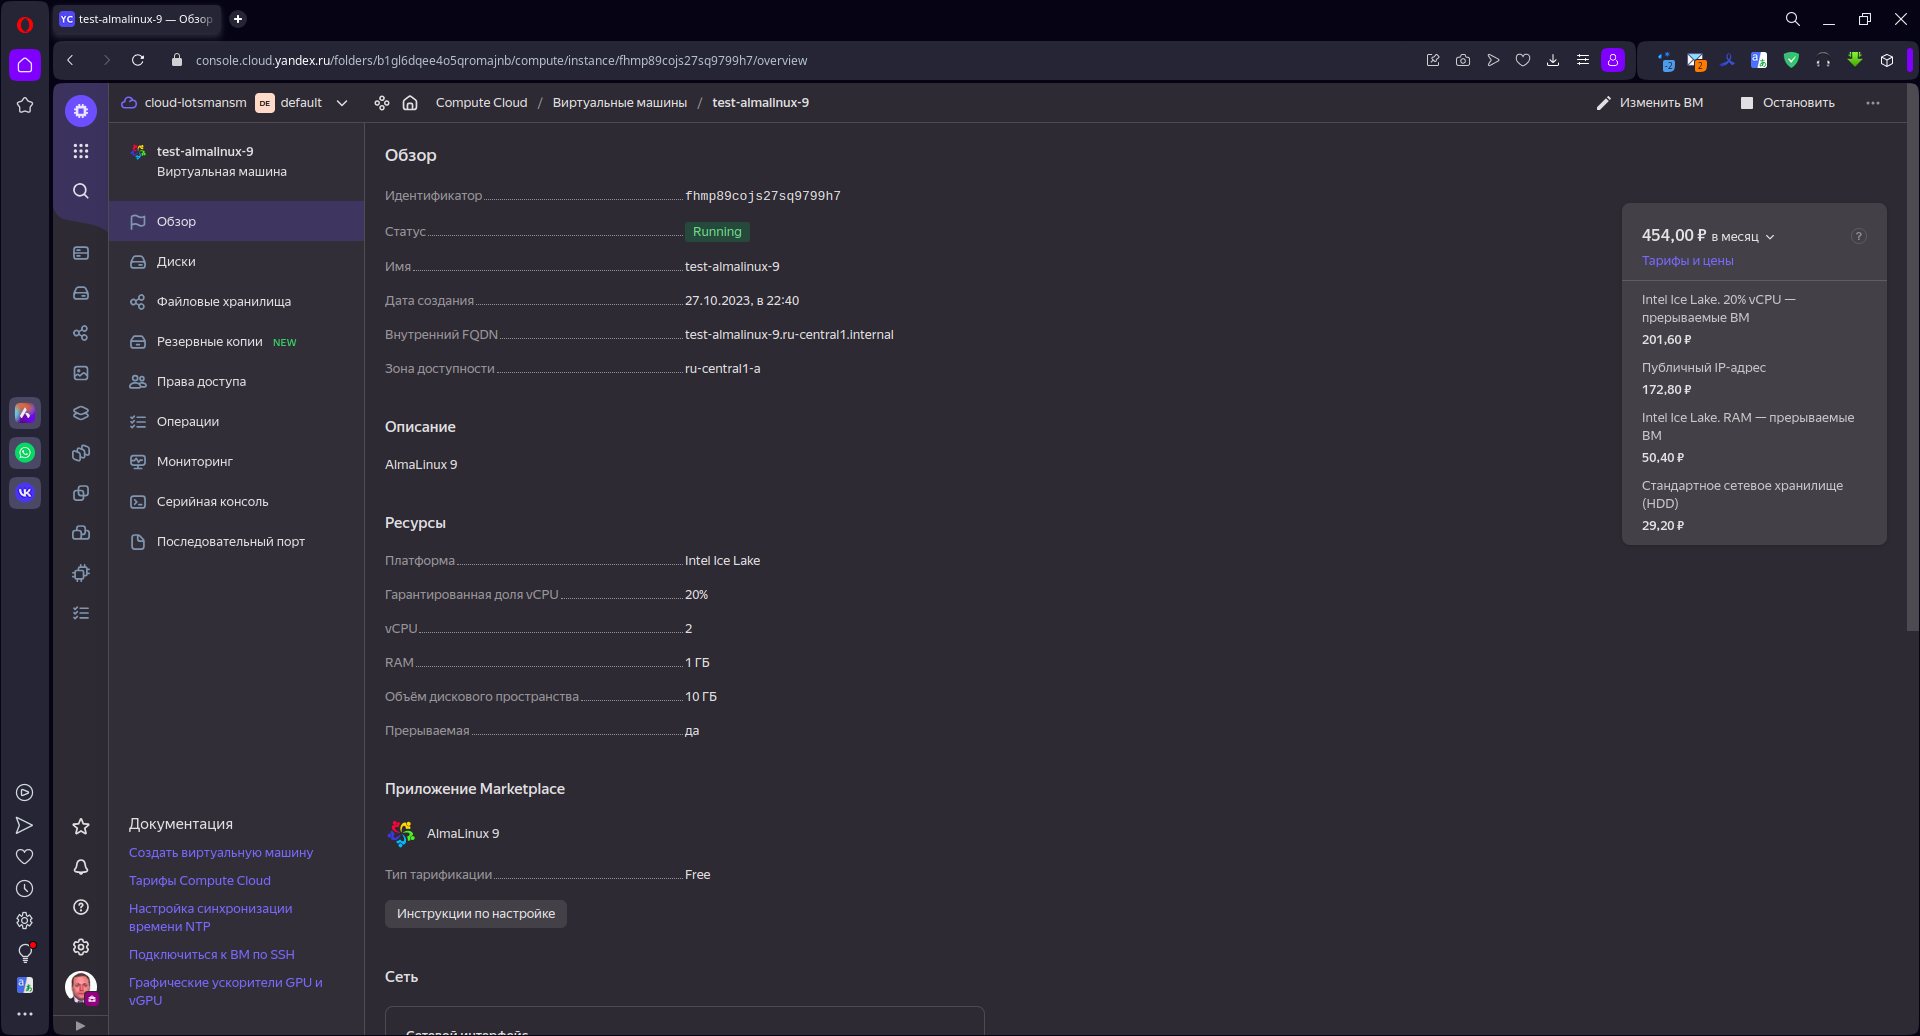 YC test-almalinux-9 — Обзор
console.cloud.yandex.ru/folders/b1gl6dqee4o5qromajnb/compute/instance/fhmp89cojs27sq9799h7/overview
-2
2
cloud-lotsmansm DE default
Compute Cloud / Виртуальные машины / test-almalinux-9
Изменить ВМ
Остановить
test-almalinux-9
Виртуальная машина
Обзор
Диски
Файловые хранилища
Резервные копии NEW
Права доступа
Операции
Мониторинг
Серийная консоль
Последовательный порт
Документация
Создать виртуальную машину
Тарифы Compute Cloud
Настройка синхронизации
времени NTP
Подключиться к ВМ по SSH
Графические ускорители GPU и
vGPU
Обзор
Идентификатор fhmp89cojs27sq9799h7
Статус Running
Имя test-almalinux-9
Дата создания 27.10.2023, в 22:40
Внутренний FQDN test-almalinux-9.ru-central1.internal
Зона доступности ru-central1-a
Описание
AlmaLinux 9
Ресурсы
Платформа Intel Ice Lake
Гарантированная доля vCPU 20%
vCPU 2
RAM 1 ГБ
Объём дискового пространства 10 ГБ
Прерываемая да
Приложение Marketplace
AlmaLinux 9
Тип тарификации Free
Инструкции по настройке
Сеть
Сетевой интерфейс
454,00 ₽ в месяц ?
Тарифы и цены
Intel Ice Lake. 20% vCPU —
прерываемые ВМ
201,60 ₽
Публичный IP-адрес
172,80 ₽
Intel Ice Lake. RAM — прерываемые
ВМ
50,40 ₽
Стандартное сетевое хранилище
(HDD)
29,20 ₽